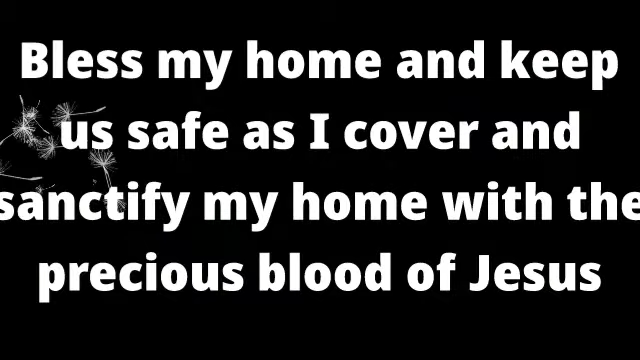 Bless my home and keep
us safe as I cover and
sanctify my home with the
precious blood of Jesus